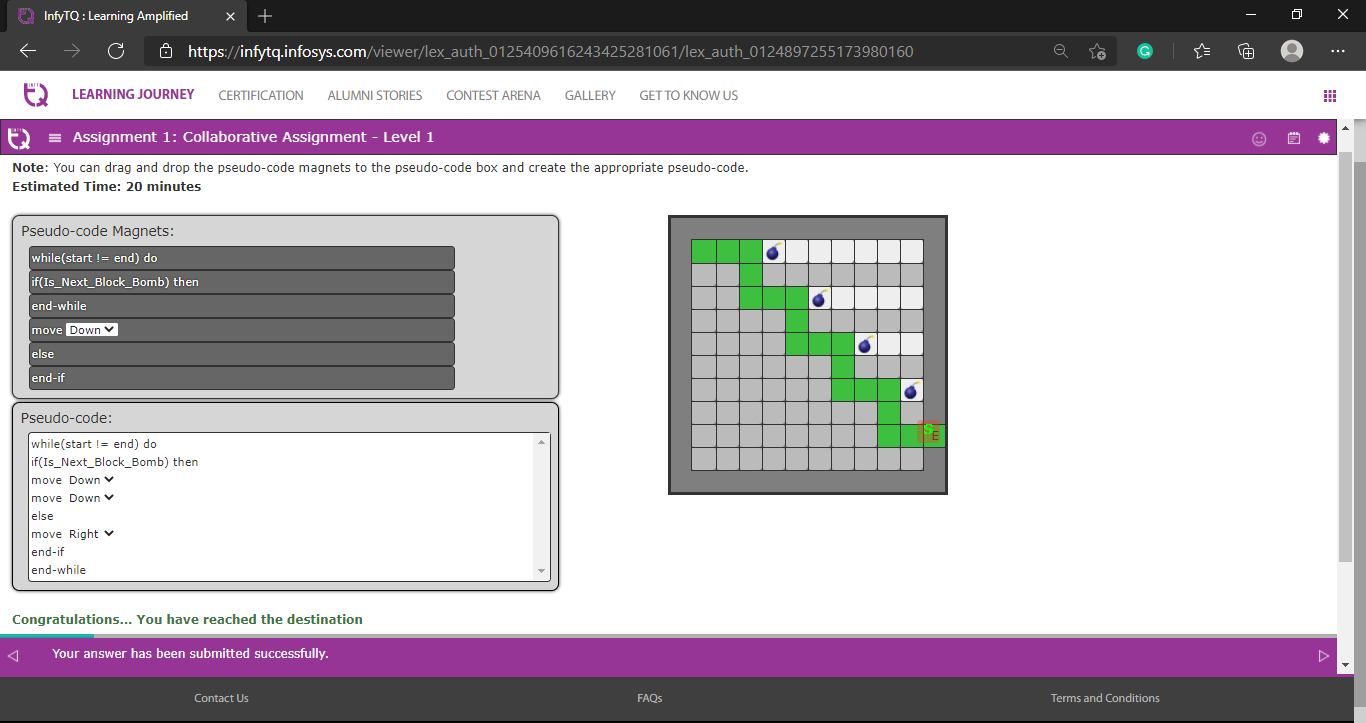 InfyTQ : Learning Amplified
https://infytq.infosys.com/viewer/lex_auth_0125409616243425281061/lex_auth_0124897255173980160
LEARNING JOURNEY CERTIFICATION ALUMNI STORIES CONTEST ARENA GALLERY GET TO KNOW US
Assignment 1: Collaborative Assignment - Level 1
Note: You can drag and drop the pseudo-code magnets to the pseudo-code box and create the appropriate pseudo-code.
Estimated Time: 20 minutes
Pseudo-code Magnets:
while(start != end) do
if(Is_Next_Block_Bomb) then
end-while
move Down
else
end-if
Pseudo-code:
while(start != end) do
if(Is_Next_Block_Bomb) then
move Down
move Down
else
move Right
end-if
end-while
S
E
Congratulations... You have reached the destination
Your answer has been submitted successfully.
Contact Us FAQs Terms and Conditions